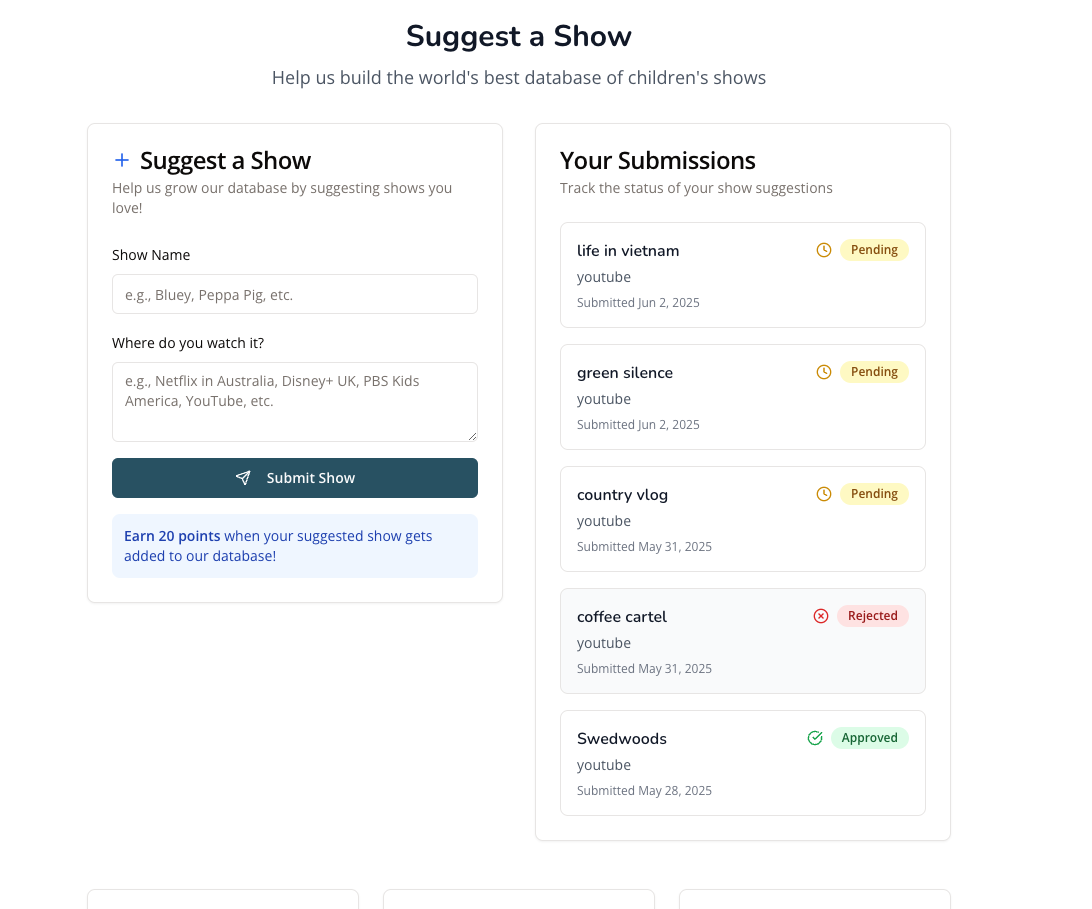 Suggest a Show
Help us build the world's best database of children's shows
Suggest a Show
Help us grow our database by suggesting shows you
love!
Show Name
e.g., Bluey, Peppa Pig, etc.
Where do you watch it?
e.g., Netflix in Australia, Disney+ UK, PBS Kids
America, YouTube, etc.
Submit Show
Earn 20 points when your suggested show gets
added to our database!
Your Submissions
Track the status of your show suggestions
life in vietnam
Pending
youtube
Submitted Jun 2, 2025
green silence
Pending
youtube
Submitted Jun 2, 2025
country vlog
Pending
youtube
Submitted May 31, 2025
coffee cartel
Rejected
youtube
Submitted May 31, 2025
Swedwoods
Approved
youtube
Submitted May 28, 2025